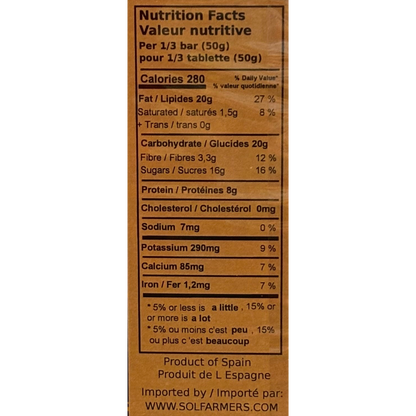 Nutrition Facts
Valeur nutritive
Per 1/3 bar (50g)
pour 1/3 tablette (50g)
Calories 280
% Daily Value*
% valeur quotidienne*
Fat / Lipides 20g 27 %
Saturated / saturés 1,5g 8 %
+ Trans / trans 0g
Carbohydrate / Glucides 20g
Fibre / Fibres 3,3g 12 %
Sugars / Sucres 16g 16 %
Protein / Protéines 8g
Cholesterol / Cholestérol 0mg
Sodium 7mg 0 %
Potassium 290mg 9 %
Calcium 85mg 7 %
Iron / Fer 1,2mg 7 %
* 5% or less is a little . 15% or
or more is a lot
* 5% ou moins c'est peu . 15%
ou plus c 'est beaucoup
Product of Spain
Produit de L Espagne
Imported by / Importé par:
WWW.SOLFARMERS.COM